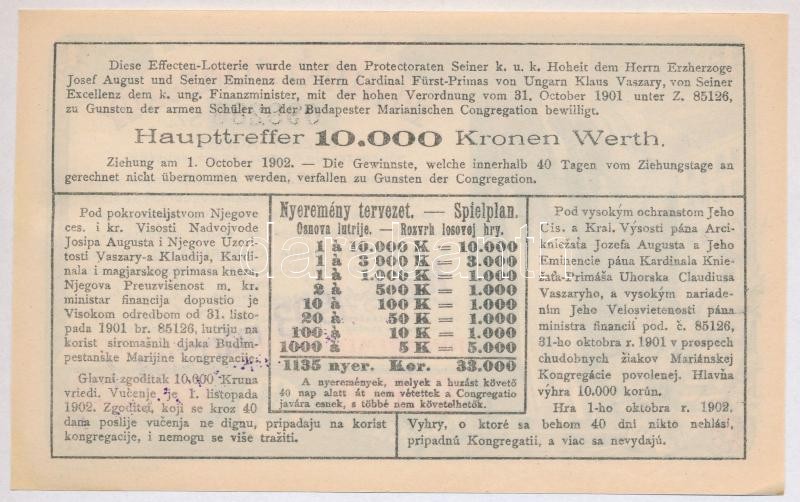 Diese Effecten-Lotterie wurde unter den Protectoraten Seiner k. u. k. Hoheit dem Herrn Erzherzoge
Josef August und Seiner Eminenz dem Herrn Cardinal Fürst-Primas von Ungarn Klaus Vaszary, von Seiner
Excellenz dem k. ung. Finanzminister, mit der hohen Verordnung vom 31. October 1901 unter Z. 85126,
zu Gunsten der armen Schüler in der Budapester Marianischen Congregation bewilligt.
Haupttreffer 10.000 Kronen Werth.
Ziehung am 1. October 1902. — Die Gewinnste, welche innerhalb 40 Tagen vom Ziehungstage an
gerechnet nicht übernommen werden, verfallen zu Gunsten der Congregation.
Pod pokroviteljstvom Njegove
ces. i kr. Visosti Nadvojvode
Josipa Augusta i Njegove Uzori-
tosti Vaszary-a Klaudija, Kardi-
nala i magjarskog primasa kneza,
Njegova Preuzvišenost m. kr.
ministar financija dopustio je
Visokom odredbom od 31. listo-
pada 1901 br. 85126, lutriju na
korist siromašnih djaka Budim-
pestanske Marijine kongregacije.
Glavni zgoditak 10.000 Kruna
vriedi. Vučenje je 1. listopada
1902. Zgoditci, koji se kroz 40
dana poslije vučenja ne dignu, pripadaju na korist
kongregacije, i nemogu se više tražiti.
Nyeremény tervezet. — Spielplan.
Osnova lutrije. — Rozvrh losovej hry.
1 à 10.000 K = 10.000
1 à 3 000 K = 3.000
1 à 1.000 K = 1.000
2 à 500 K = 1.000
10 à 100 K = 1.000
20 à 50 K = 1.000
100 à 10 K = 1.000
1000 à 5 K = 5.000
1135 nyer. Kor. 33.000
A nyeremények, melyek a huzást követő
40 nap alatt át nem vétettek a Congregatio
javára esnek, s többé nem követelhetők.
Pod vysokým ochranstom Jeho
Cis. a Kral. Výsosti pána Arci-
kniežaťa Jozefa Augusta a Jeho
Eminencie pána Kardinala Knie-
žaťa-Primáša Uhorska Claudiusa
Vaszaryho, a vysokým nariade-
ním Jeho Velosvietenosti pána
ministra financií pod. č. 85126,
31-ho oktobra r. 1901 v prospech
chudobnych žiakov Mariánskej
Kongregácie povolenej. Hlavňa
výhra 10.000 korún.
Hra 1-ho oktobra r. 1902.
Vyhry, o ktoré sa behom 40 dni nikto nehlási,
pripadnú Kongregatii, a viac sa nevydajú.